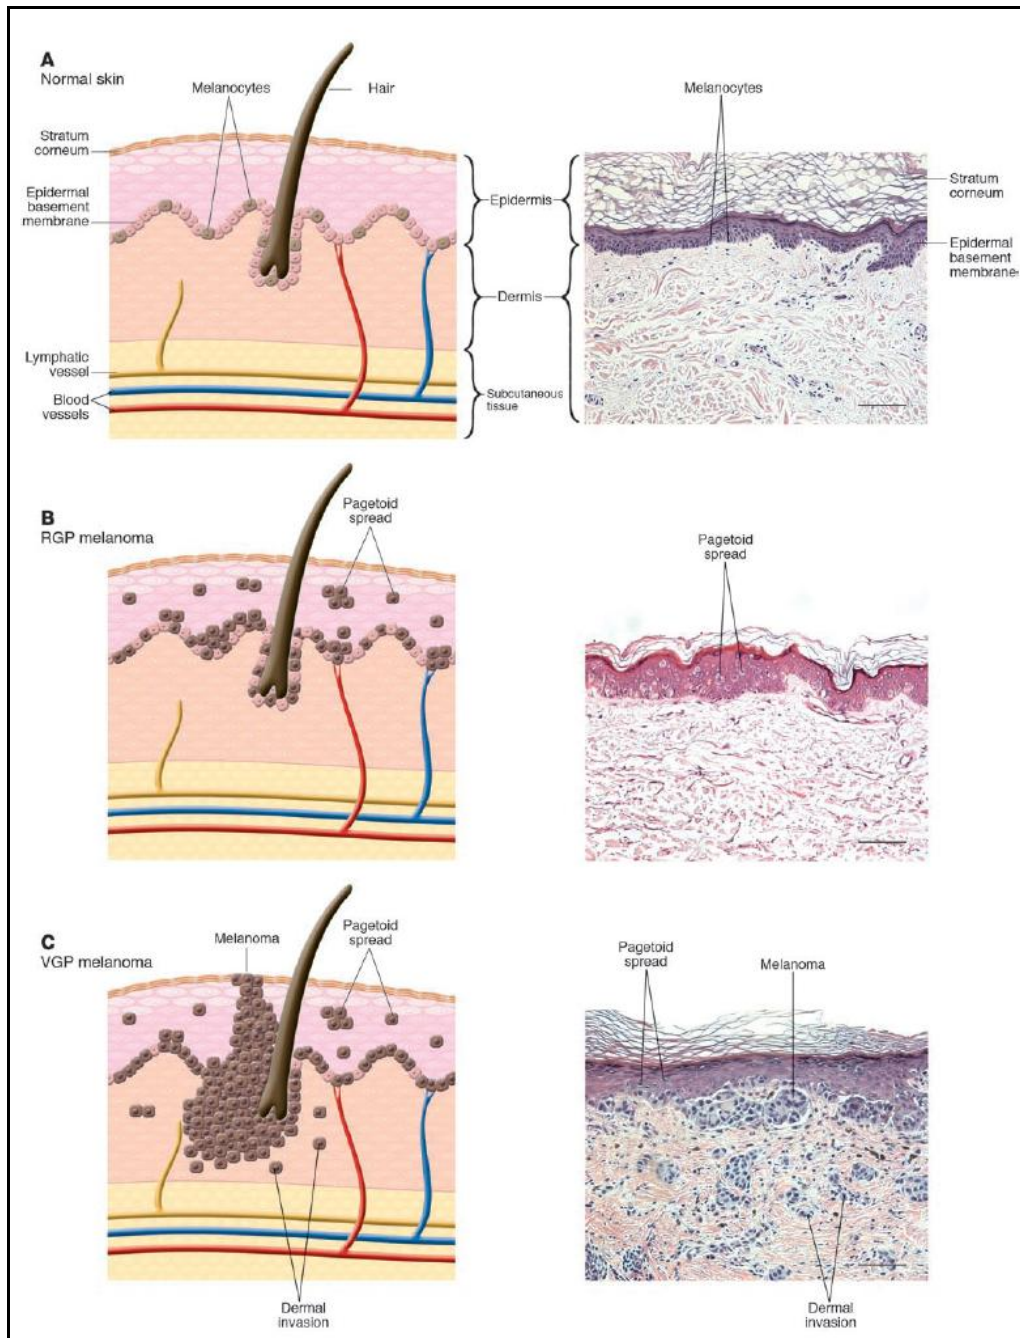 A
Normal skin
Melanocytes
Hair
Stratum
corneum
Epidermal
basement
membrane
Lymphatic
vessel
Blood
vessels
Epidermis
Dermis
Subcutaneous
tissue
Melanocytes
Stratum
corneum
Epidermal
basement
membrane
B
RGP melanoma
Pagetoid
spread
Pagetoid
spread
C
VGP melanoma
Melanoma
Pagetoid
spread
Dermal
invasion
Pagetoid
spread
Melanoma
Dermal
invasion